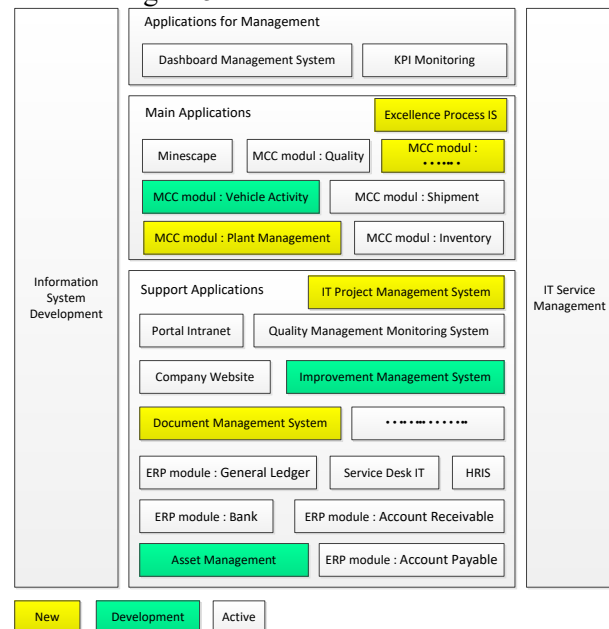 Applications for Management
Dashboard Management System
KPI Monitoring
Main Applications
Excellence Process IS
Minescape
MCC modul : Quality
MCC modul :
MCC modul : Vehicle Activity
MCC modul : Shipment
MCC modul : Plant Management
MCC modul : Inventory
Information
System
Development
IT Service
Management
Support Applications
IT Project Management System
Portal Intranet
Quality Management Monitoring System
Company Website
Improvement Management System
Document Management System
ERP module : General Ledger
Service Desk IT
HRIS
ERP module : Bank
ERP module : Account Receivable
Asset Management
ERP module : Account Payable
New
Development
Active